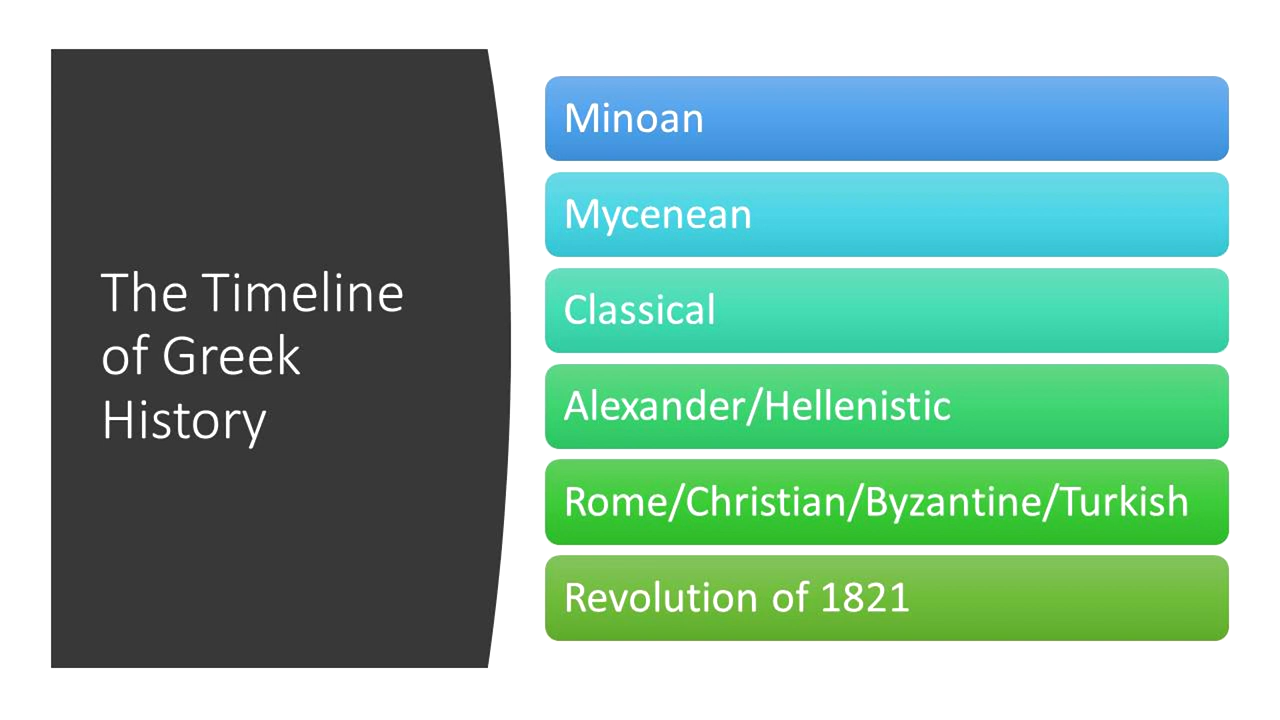 The Timeline
of Greek
History
Minoan
Mycenean
Classical
Alexander/Hellenistic
Rome/Christian/Byzantine/Turkish
Revolution of 1821